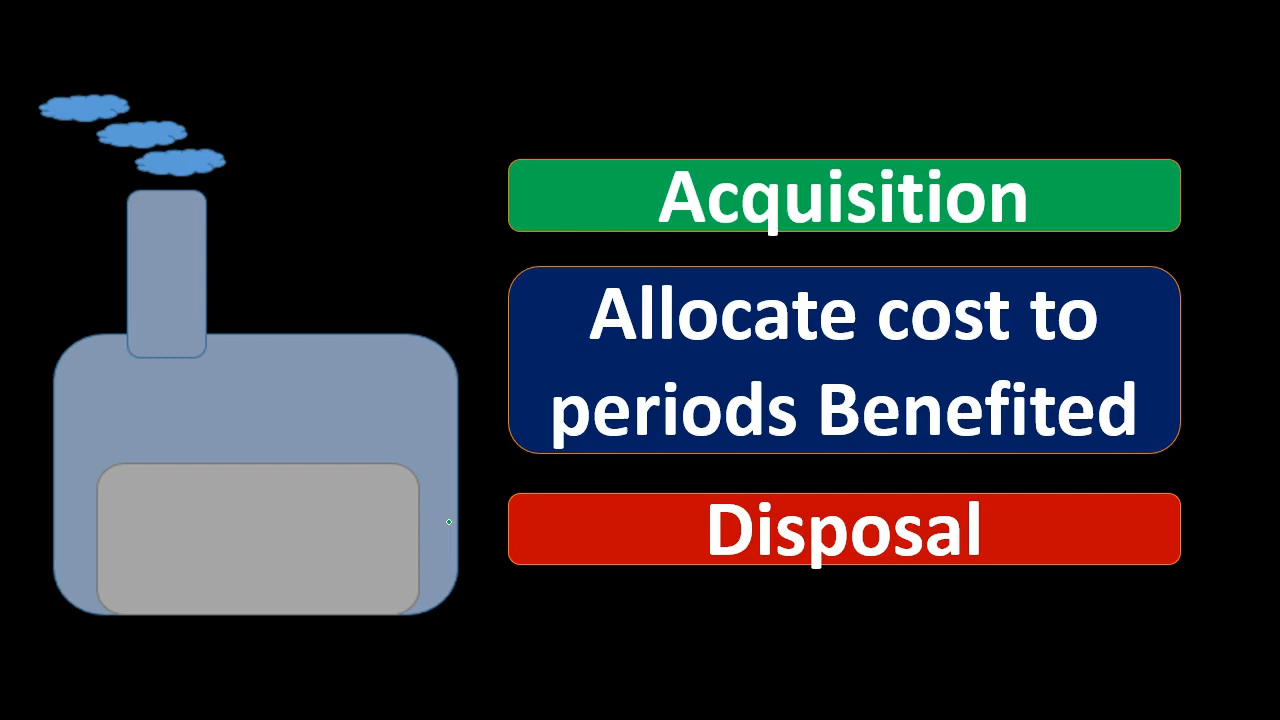 Acquisition
Allocate cost to
periods Benefited
Disposal